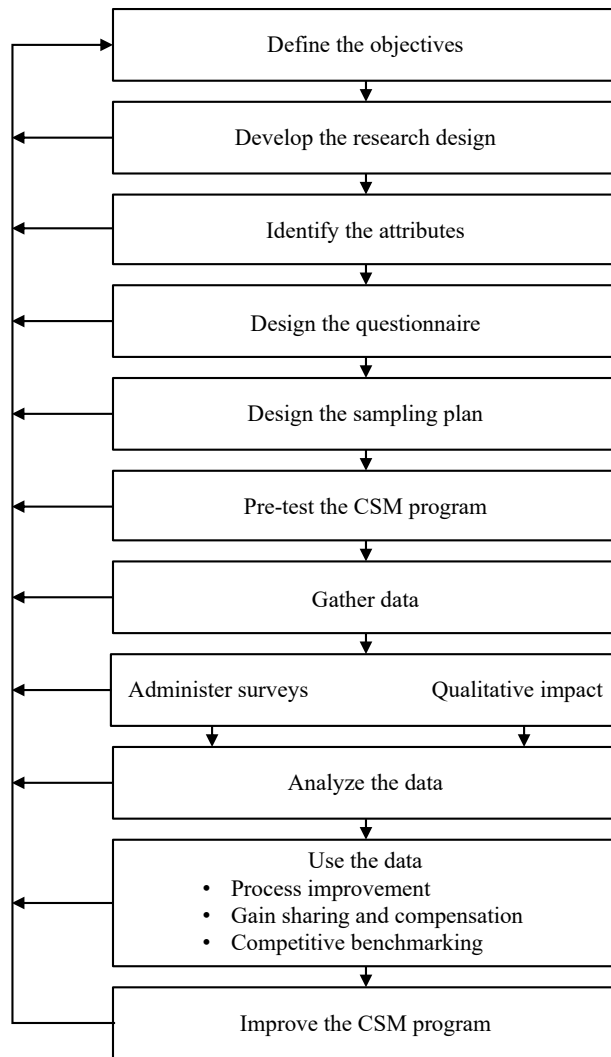 Define the objectives
Develop the research design
Identify the attributes
Design the questionnaire
Design the sampling plan
Pre-test the CSM program
Gather data
Administer surveys Qualitative impact
Analyze the data
Use the data
• Process improvement
• Gain sharing and compensation
• Competitive benchmarking
Improve the CSM program